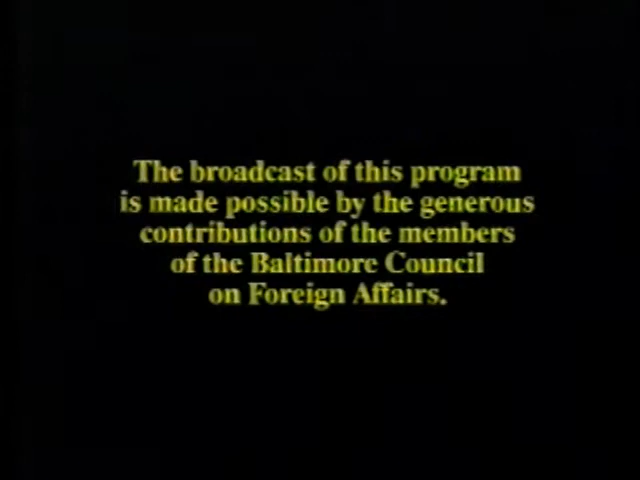 The broadcast of this program
is made possible by the generous
contributions of the members
of the Baltimore Council
on Foreign Affairs.